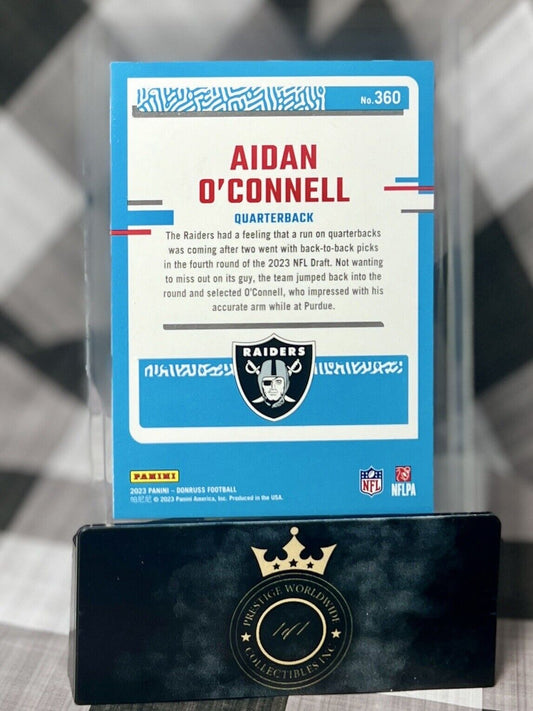 No.360
AIDAN
O'CONNELL
QUARTERBACK
The Raiders had a feeling that a run on quarterbacks
was coming after two went with back-to-back picks
in the fourth round of the 2023 NFL Draft. Not wanting
to miss out on its guy, the team jumped back into the
round and selected O'Connell, who impressed with his
accurate arm while at Purdue.
RAIDERS
PANINI
2023 PANINI – DONRUSS FOOTBALL
© 2023 Panini America, Inc. Produced in the USA.
NFL
NFLPA
PRESTIGE WORLDWIDE
1of1
COLLECTIBLES INC